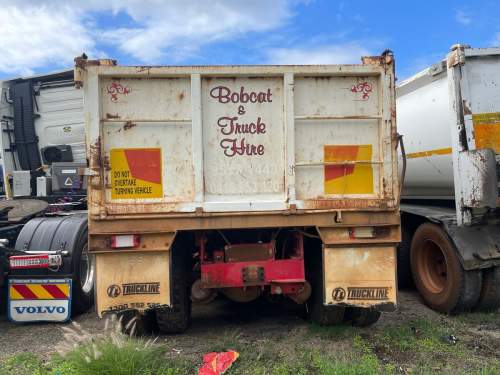 Bobcat
&
Truck
Hire
DO NOT
OVERTAKE
TURNING VEHICLE
TRUCKLINE
TRUCKLINE
VOLVO